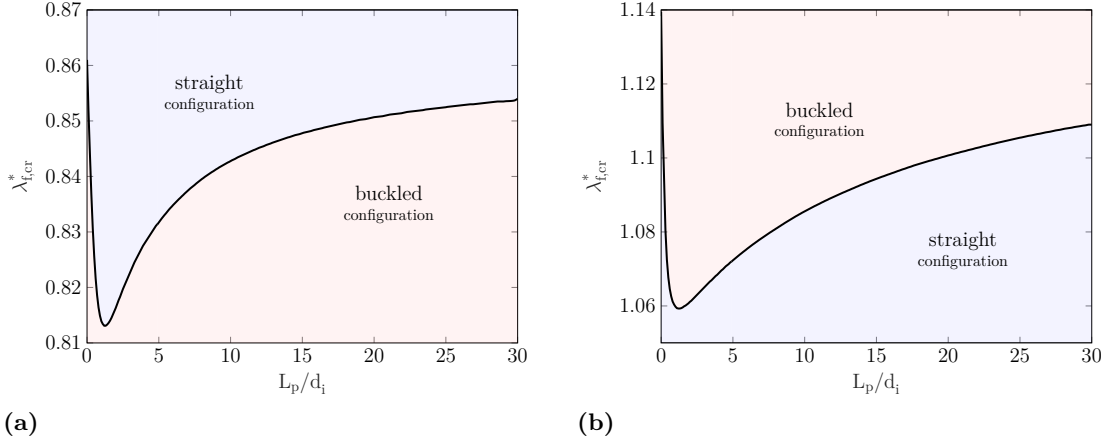 0.87
0.86
0.85
0.84
0.83
0.82
0.81
λ*f,cr
straight
configuration
buckled
configuration
0 5 10 15 20 25 30
Lp/di
(a)
1.14
1.12
1.1
1.08
1.06
λ*f,cr
buckled
configuration
straight
configuration
0 5 10 15 20 25 30
Lp/di
(b)